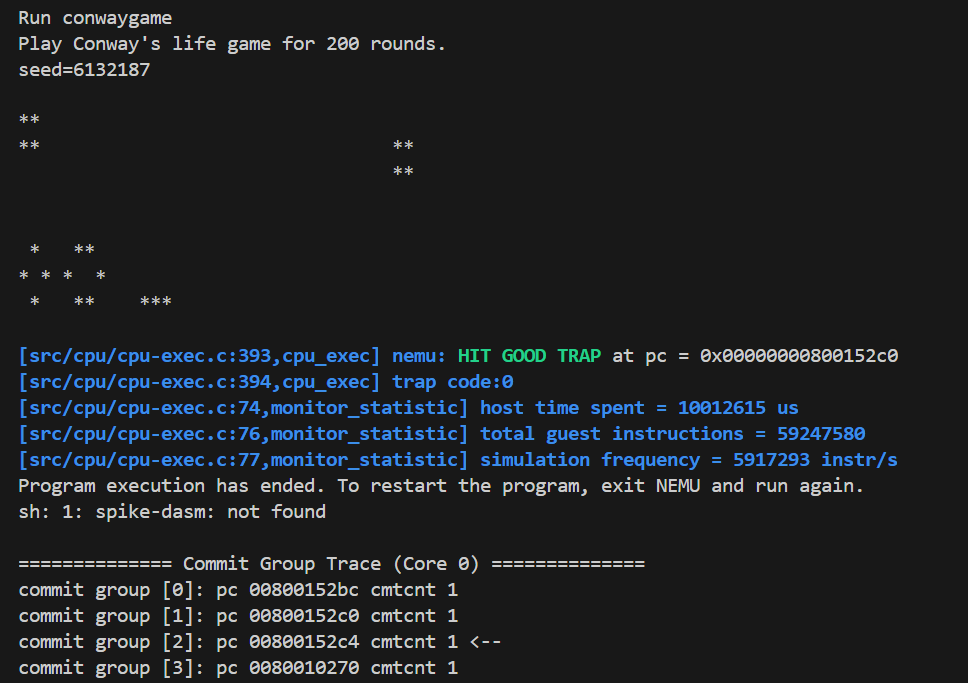 Run conwaygame
Play Conway's life game for 200 rounds.
seed=6132187
**
**                                **
                                  **
 *   **
* * *  *
 *   **    ***
[src/cpu/cpu-exec.c:393,cpu_exec] nemu: HIT GOOD TRAP at pc = 0x00000000800152c0
[src/cpu/cpu-exec.c:394,cpu_exec] trap code:0
[src/cpu/cpu-exec.c:74,monitor_statistic] host time spent = 10012615 us
[src/cpu/cpu-exec.c:76,monitor_statistic] total guest instructions = 59247580
[src/cpu/cpu-exec.c:77,monitor_statistic] simulation frequency = 5917293 instr/s
Program execution has ended. To restart the program, exit NEMU and run again.
sh: 1: spike-dasm: not found
============== Commit Group Trace (Core 0) ==============
commit group [0]: pc 00800152bc cmtcnt 1
commit group [1]: pc 00800152c0 cmtcnt 1
commit group [2]: pc 00800152c4 cmtcnt 1 <--
commit group [3]: pc 0080010270 cmtcnt 1